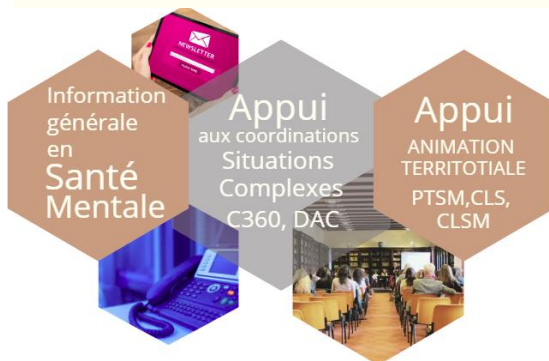 NEWSLETTER
Information
générale
en
Santé
Mentale
Appui
aux coordinations
Situations
Complexes
C360, DAC
Appui
ANIMATION
TERRITOTIALE
PTSM,CLS,
CLSM